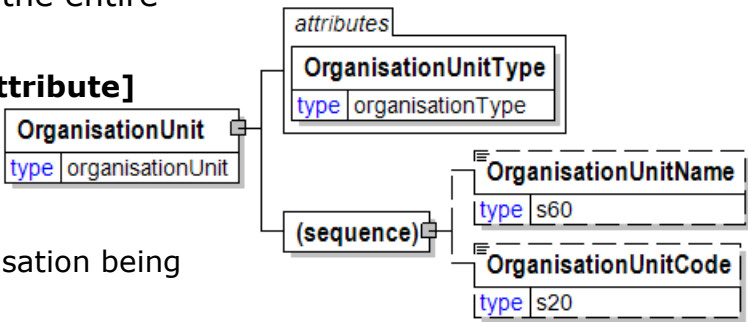 the entire
attributes
OrganisationUnitType
type organisationType
ttribute]
OrganisationUnit
type organisationUnit
OrganisationUnitName
type s60
(sequence)
sation being
OrganisationUnitCode
type s20